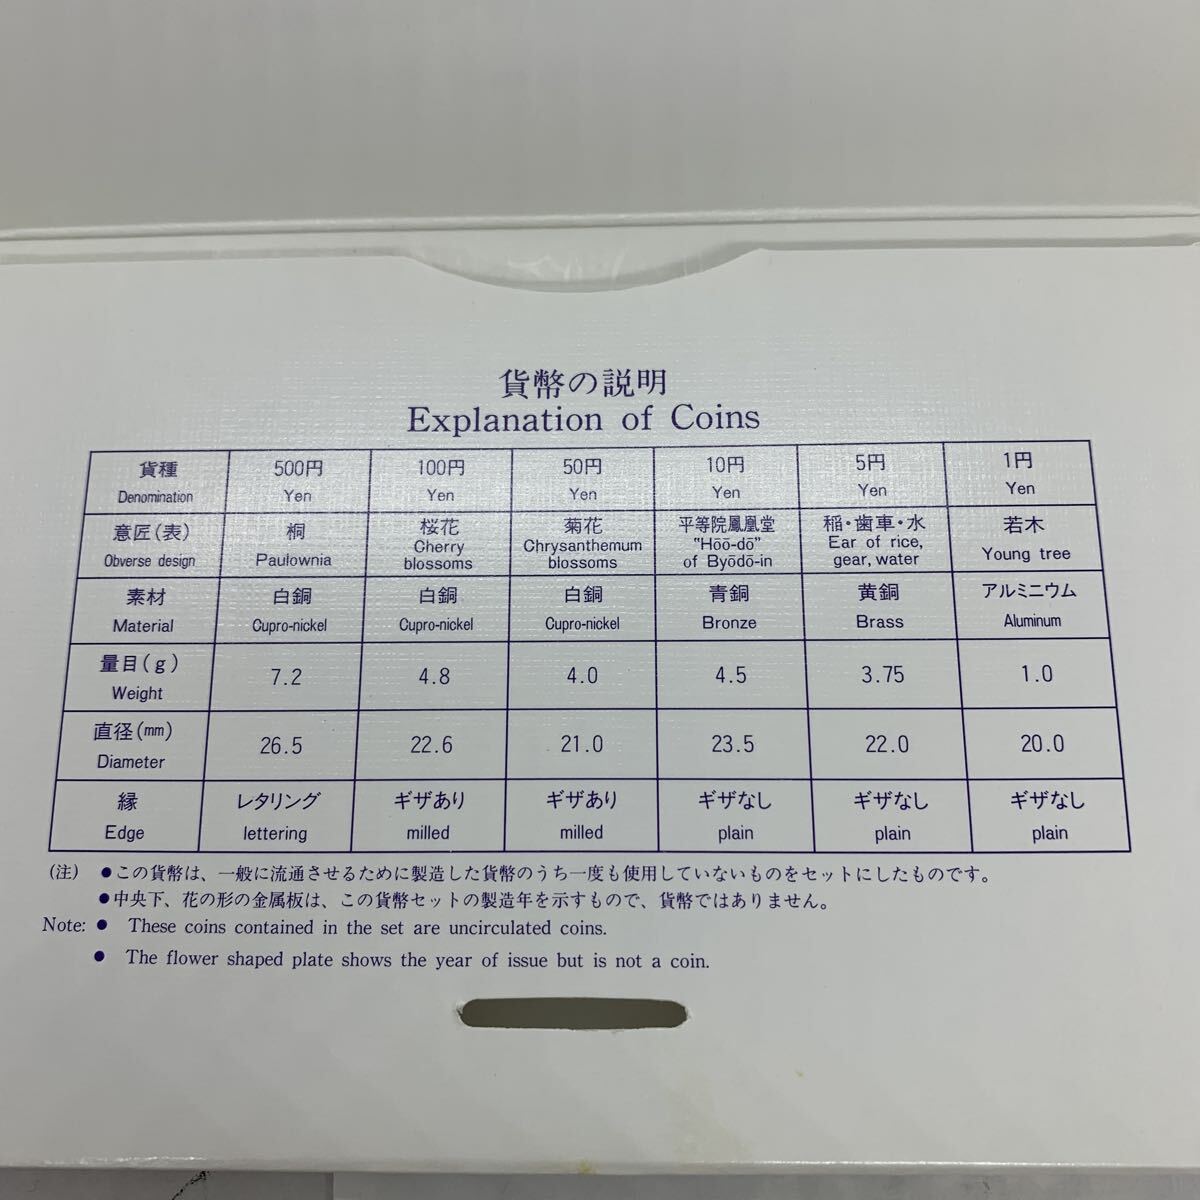 貨幣の説明
Explanation of Coins
貨種 500円 100円 50円 10円 5円 1円
Denomination Yen Yen Yen Yen Yen Yen
意匠(表) 桐 桜花 菊花 平等院鳳凰堂 稲・歯車・水 若木
Obverse design Paulownia Cherry blossoms Chrysanthemum blossoms "Hōō-dō" of Byōdō-in Ear of rice, gear, water Young tree
素材 白銅 白銅 白銅 青銅 黄銅 アルミニウム
Material Cupro-nickel Cupro-nickel Cupro-nickel Bronze Brass Aluminum
量目(g) 7.2 4.8 4.0 4.5 3.75 1.0
Weight
直径(mm) 26.5 22.6 21.0 23.5 22.0 20.0
Diameter
縁 レタリング ギザあり ギザあり ギザなし ギザなし ギザなし
Edge lettering milled milled plain plain plain
(注) ●この貨幣は、一般に流通させるために製造した貨幣のうち一度も使用していないものをセットにしたものです。
●中央下、花の形の金属板は、この貨幣セットの製造年を示すもので、貨幣ではありません。
Note: ● These coins contained in the set are uncirculated coins.
● The flower shaped plate shows the year of issue but is not a coin.